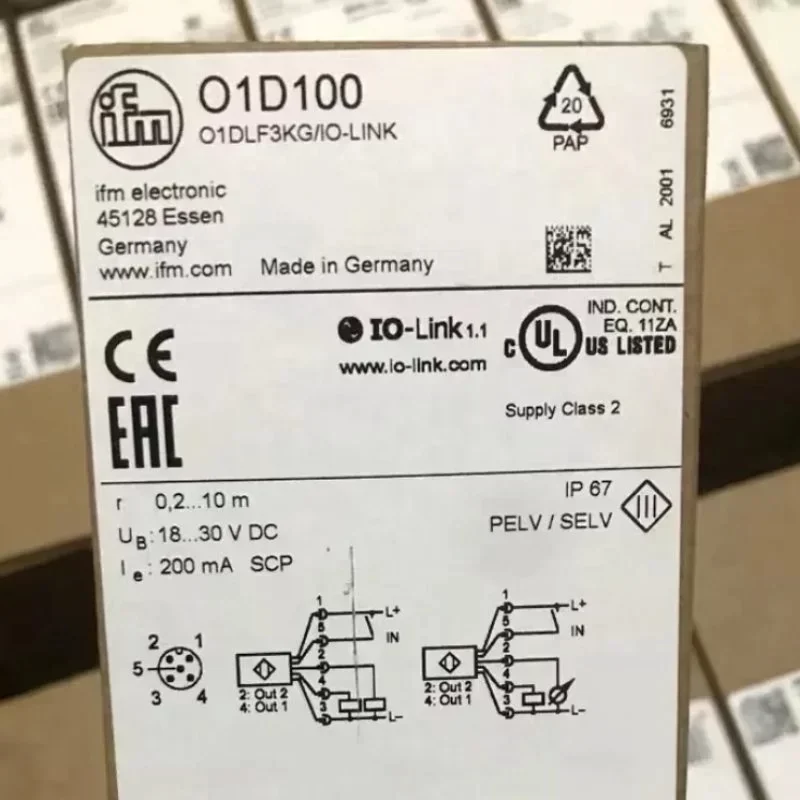 ifm
O1D100
O1DLF3KG/IO-LINK
20
PAP
T AL 2001 6931
ifm electronic
45128 Essen
Germany
www.ifm.com Made in Germany
CE
EAC
IO-Link 1.1
www.io-link.com
C UL US LISTED
IND. CONT.
EQ. 11ZA
Supply Class 2
r 0,2...10 m
UB: 18...30 V DC
Ie: 200 mA SCP
IP 67
PELV / SELV
III
2 1
5
3 4
1
5
2
4
3
L+
IN
L–
2: Out 2
4: Out 1
1
5
2
4
3
L+
IN
L–
2: Out 2
4: Out 1